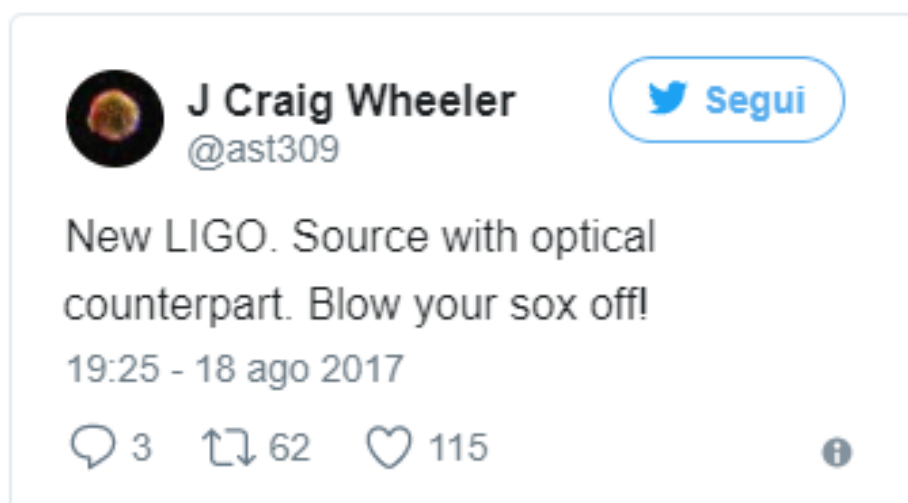 J Craig Wheeler
Segui
@ast309
New LIGO. Source with optical
counterpart. Blow your sox off!
19:25 - 18 ago 2017
3 62 115